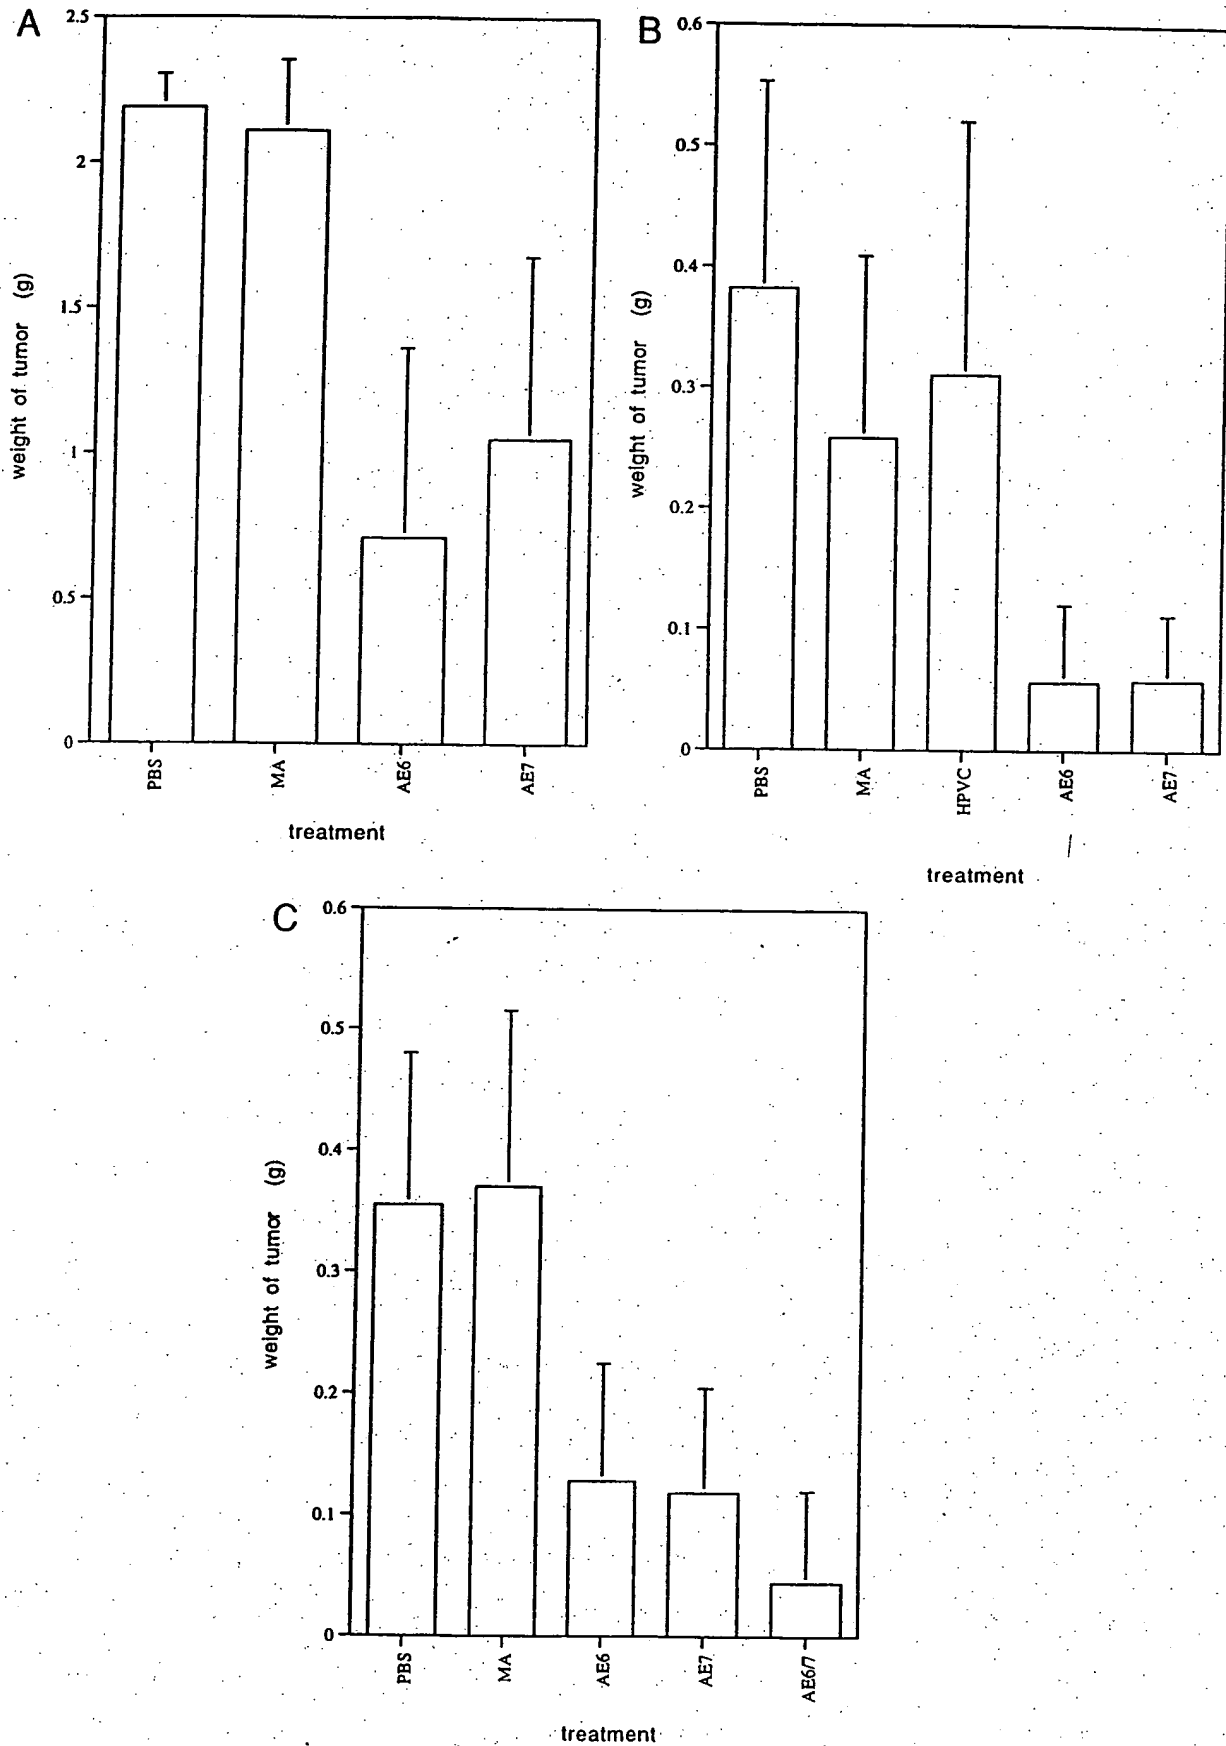 A
2.5
2
1.5
1
0.5
0
weight of tumor (g)
PBS
MA
AE6
AE7
treatment
B
0.6
0.5
0.4
0.3
0.2
0.1
0
weight of tumor (g)
PBS
MA
HPVC
AE6
AE7
treatment
C
0.6
0.5
0.4
0.3
0.2
0.1
0
weight of tumor (g)
PBS
MA
AE6
AE7
AE6/7
treatment